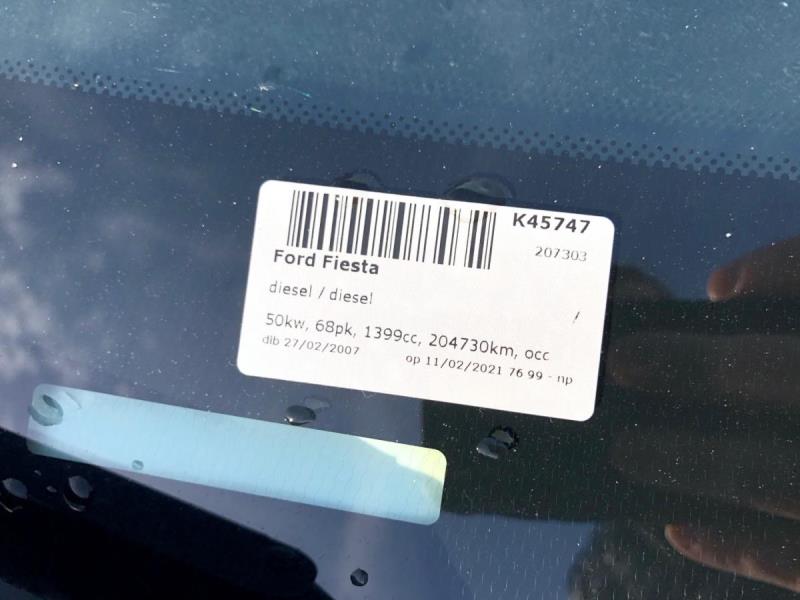 K45747
207303
Ford Fiesta
diesel / diesel
/
50kw, 68pk, 1399cc, 204730km, occ
dib 27/02/2007
op 11/02/2021 76 99 - np